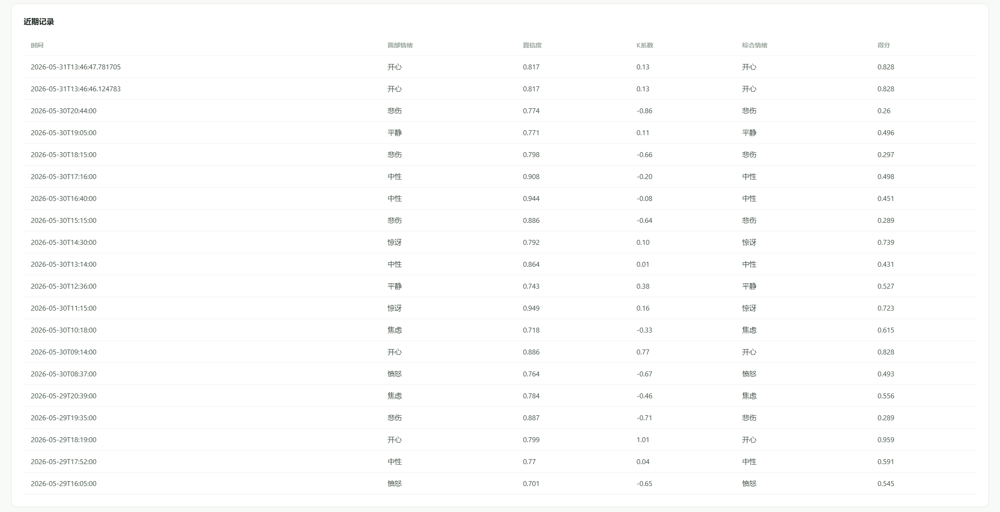 近期记录
时间 面部情绪 置信度 K系数 综合情绪 得分
2026-05-31T13:46:47.781705 开心 0.817 0.13 开心 0.828
2026-05-31T13:46:46.124783 开心 0.817 0.13 开心 0.828
2026-05-30T20:44:00 悲伤 0.774 -0.86 悲伤 0.26
2026-05-30T19:05:00 平静 0.771 0.11 平静 0.496
2026-05-30T18:15:00 悲伤 0.798 -0.66 悲伤 0.297
2026-05-30T17:16:00 中性 0.908 -0.20 中性 0.498
2026-05-30T16:40:00 中性 0.944 -0.08 中性 0.451
2026-05-30T15:15:00 悲伤 0.886 -0.64 悲伤 0.289
2026-05-30T14:30:00 惊讶 0.792 0.10 惊讶 0.739
2026-05-30T13:14:00 中性 0.864 0.01 中性 0.431
2026-05-30T12:36:00 平静 0.743 0.38 平静 0.527
2026-05-30T11:15:00 惊讶 0.949 0.16 惊讶 0.723
2026-05-30T10:18:00 焦虑 0.718 -0.33 焦虑 0.615
2026-05-30T09:14:00 开心 0.886 0.77 开心 0.828
2026-05-30T08:37:00 愤怒 0.764 -0.67 愤怒 0.493
2026-05-29T20:39:00 焦虑 0.784 -0.46 焦虑 0.556
2026-05-29T19:35:00 悲伤 0.887 -0.71 悲伤 0.289
2026-05-29T18:19:00 开心 0.799 1.01 开心 0.959
2026-05-29T17:52:00 中性 0.77 0.04 中性 0.591
2026-05-29T16:05:00 愤怒 0.701 -0.65 愤怒 0.545